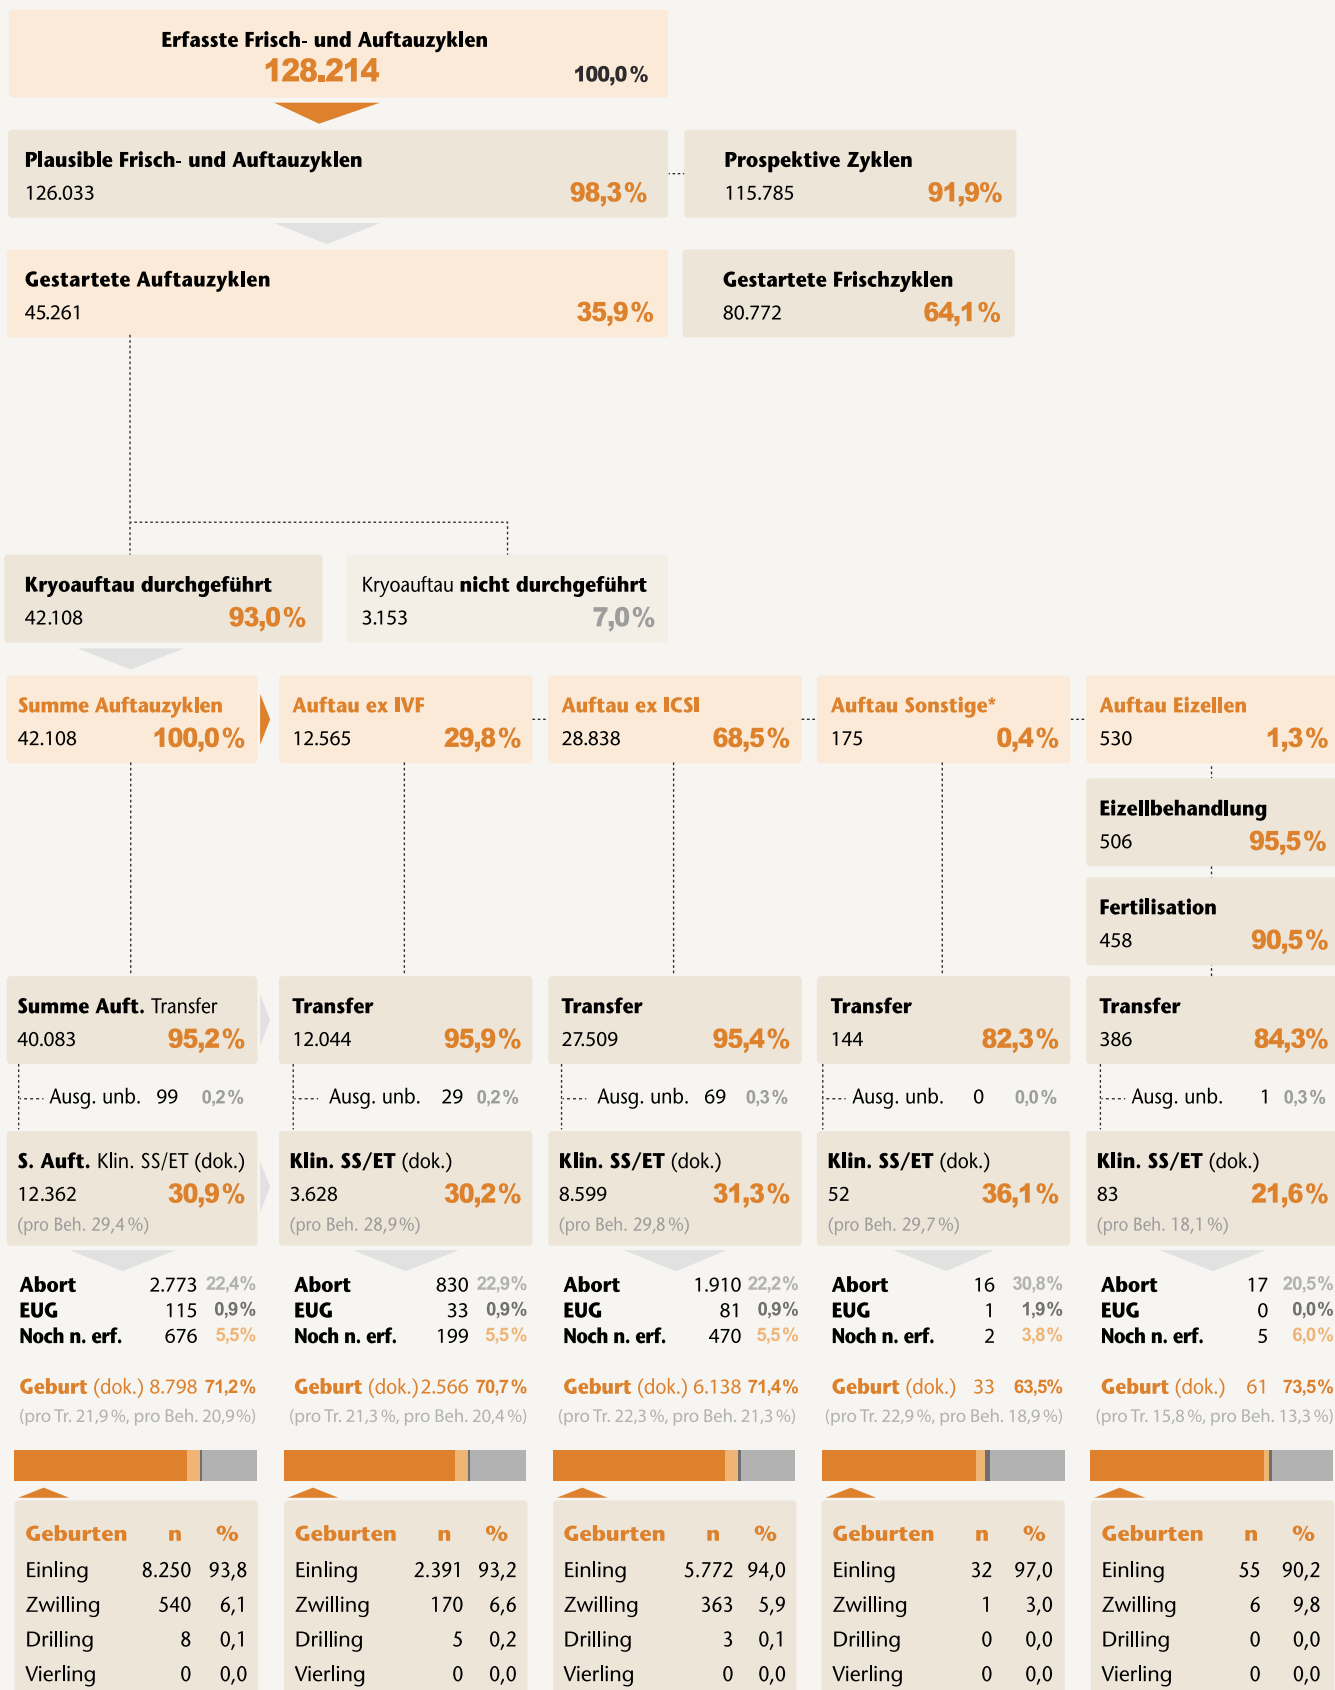 Erfasste Frisch- und Auftauzyklen
128.214 100,0 %
Plausible Frisch- und Auftauzyklen
126.033 98,3 %
Prospektive Zyklen
115.785 91,9 %
Gestartete Auftauzyklen
45.261 35,9 %
Gestartete Frischzyklen
80.772 64,1 %
Kryoauftau durchgeführt
42.108 93,0 %
Kryoauftau nicht durchgeführt
3.153 7,0 %
Summe Auftauzyklen
42.108 100,0 %
Auftau ex IVF
12.565 29,8 %
Auftau ex ICSI
28.838 68,5 %
Auftau Sonstige*
175 0,4 %
Auftau Eizellen
530 1,3 %
Eizellbehandlung
506 95,5 %
Fertilisation
458 90,5 %
Summe Auft. Transfer
40.083 95,2 %
Transfer
12.044 95,9 %
Transfer
27.509 95,4 %
Transfer
144 82,3 %
Transfer
386 84,3 %
Ausg. unb. 99 0,2 %
Ausg. unb. 29 0,2 %
Ausg. unb. 69 0,3 %
Ausg. unb. 0 0,0 %
Ausg. unb. 1 0,3 %
S. Auft. Klin. SS/ET (dok.)
12.362 30,9 %
(pro Beh. 29,4 %)
Klin. SS/ET (dok.)
3.628 30,2 %
(pro Beh. 28,9 %)
Klin. SS/ET (dok.)
8.599 31,3 %
(pro Beh. 29,8 %)
Klin. SS/ET (dok.)
52 36,1 %
(pro Beh. 29,7 %)
Klin. SS/ET (dok.)
83 21,6 %
(pro Beh. 18,1 %)
Abort 2.773 22,4%
EUG 115 0,9%
Noch n. erf. 676 5,5%
Geburt (dok.) 8.798 71,2%
(pro Tr. 21,9 %, pro Beh. 20,9 %)
Abort 830 22,9%
EUG 33 0,9%
Noch n. erf. 199 5,5%
Geburt (dok.) 2.566 70,7%
(pro Tr. 21,3 %, pro Beh. 20,4 %)
Abort 1.910 22,2%
EUG 81 0,9%
Noch n. erf. 470 5,5%
Geburt (dok.) 6.138 71,4%
(pro Tr. 22,3 %, pro Beh. 21,3 %)
Abort 16 30,8%
EUG 1 1,9%
Noch n. erf. 2 3,8%
Geburt (dok.) 33 63,5%
(pro Tr. 22,9 %, pro Beh. 18,9 %)
Abort 17 20,5%
EUG 0 0,0%
Noch n. erf. 5 6,0%
Geburt (dok.) 61 73,5%
(pro Tr. 15,8 %, pro Beh. 13,3 %)
Geburten n %
Einling 8.250 93,8
Zwilling 540 6,1
Drilling 8 0,1
Vierling 0 0,0
Geburten n %
Einling 2.391 93,2
Zwilling 170 6,6
Drilling 5 0,2
Vierling 0 0,0
Geburten n %
Einling 5.772 94,0
Zwilling 363 5,9
Drilling 3 0,1
Vierling 0 0,0
Geburten n %
Einling 32 97,0
Zwilling 1 3,0
Drilling 0 0,0
Vierling 0 0,0
Geburten n %
Einling 55 90,2
Zwilling 6 9,8
Drilling 0 0,0
Vierling 0 0,0